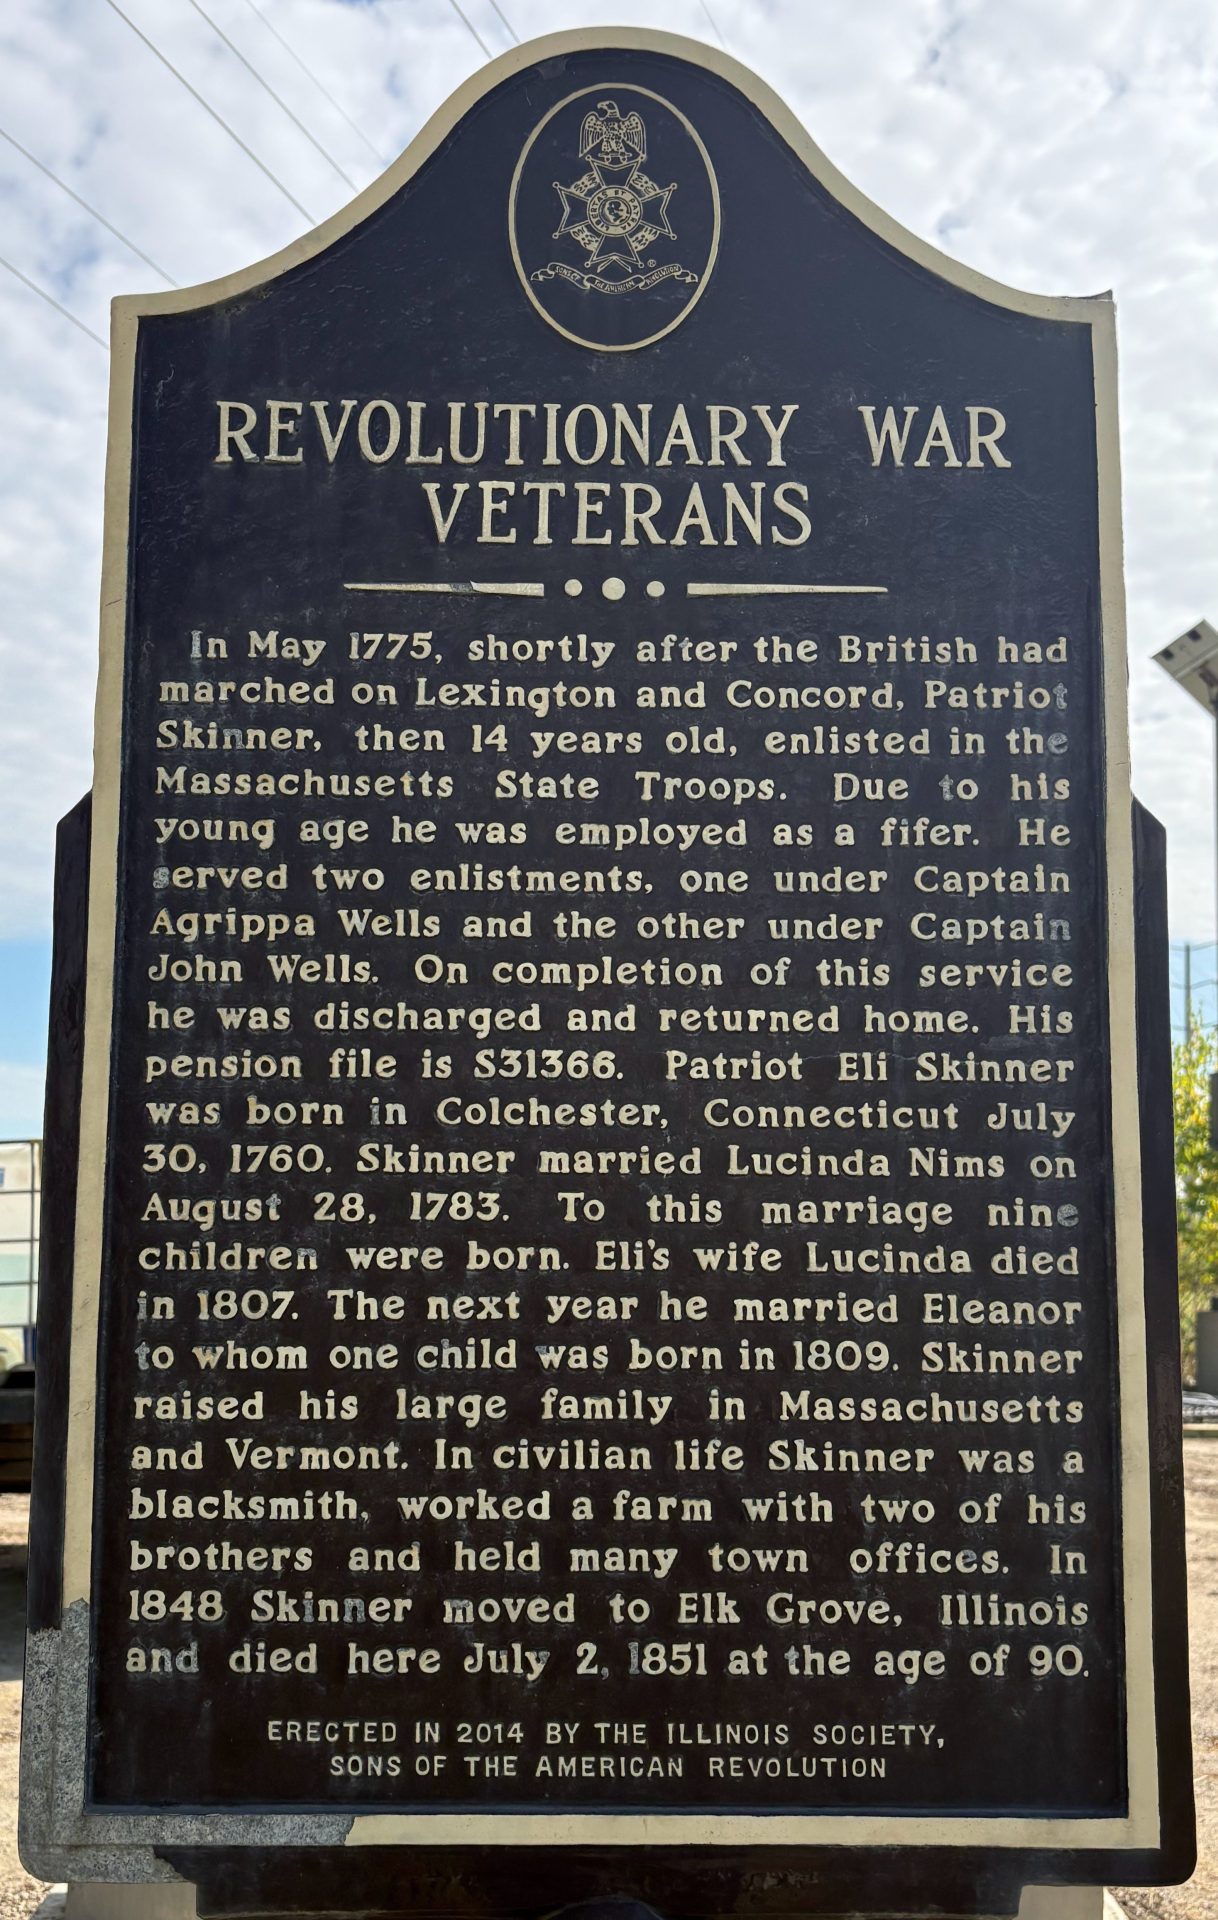 SONS OF THE AMERICAN REVOLUTION
®
REVOLUTIONARY WAR
VETERANS
In May 1775, shortly after the British had
marched on Lexington and Concord, Patriot
Skinner, then 14 years old, enlisted in the
Massachusetts State Troops. Due to his
young age he was employed as a fifer. He
served two enlistments, one under Captain
Agrippa Wells and the other under Captain
John Wells. On completion of this service
he was discharged and returned home. His
pension file is S31366. Patriot Eli Skinner
was born in Colchester, Connecticut July
30, 1760. Skinner married Lucinda Nims on
August 28, 1783. To this marriage nine
children were born. Eli's wife Lucinda died
in 1807. The next year he married Eleanor
to whom one child was born in 1809. Skinner
raised his large family in Massachusetts
and Vermont. In civilian life Skinner was a
blacksmith, worked a farm with two of his
brothers and held many town offices. In
1848 Skinner moved to Elk Grove, Illinois
and died here July 2, 1851 at the age of 90.
ERECTED IN 2014 BY THE ILLINOIS SOCIETY,
SONS OF THE AMERICAN REVOLUTION